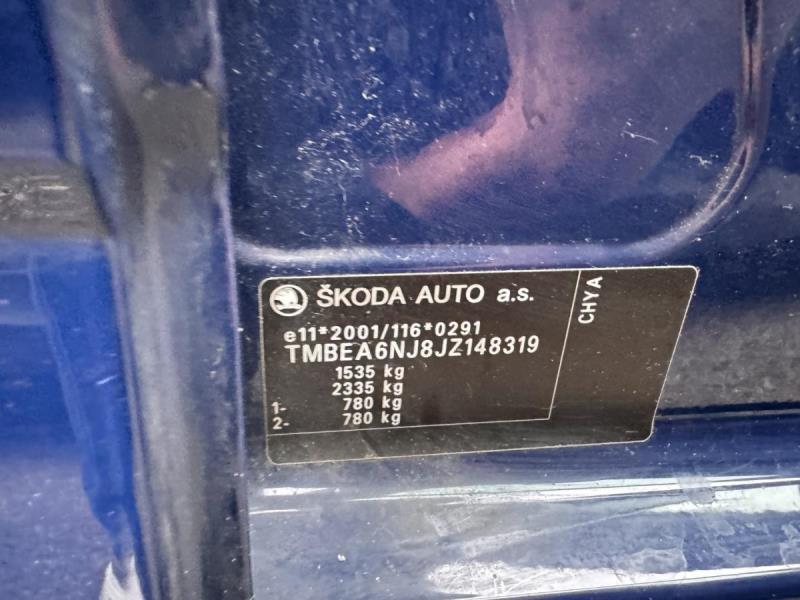 ŠKODA AUTO a.s.
CHYA
e11*2001/116*0291
TMBEA6NJ8JZ148319
1535 kg
2335 kg
1- 780 kg
2- 780 kg